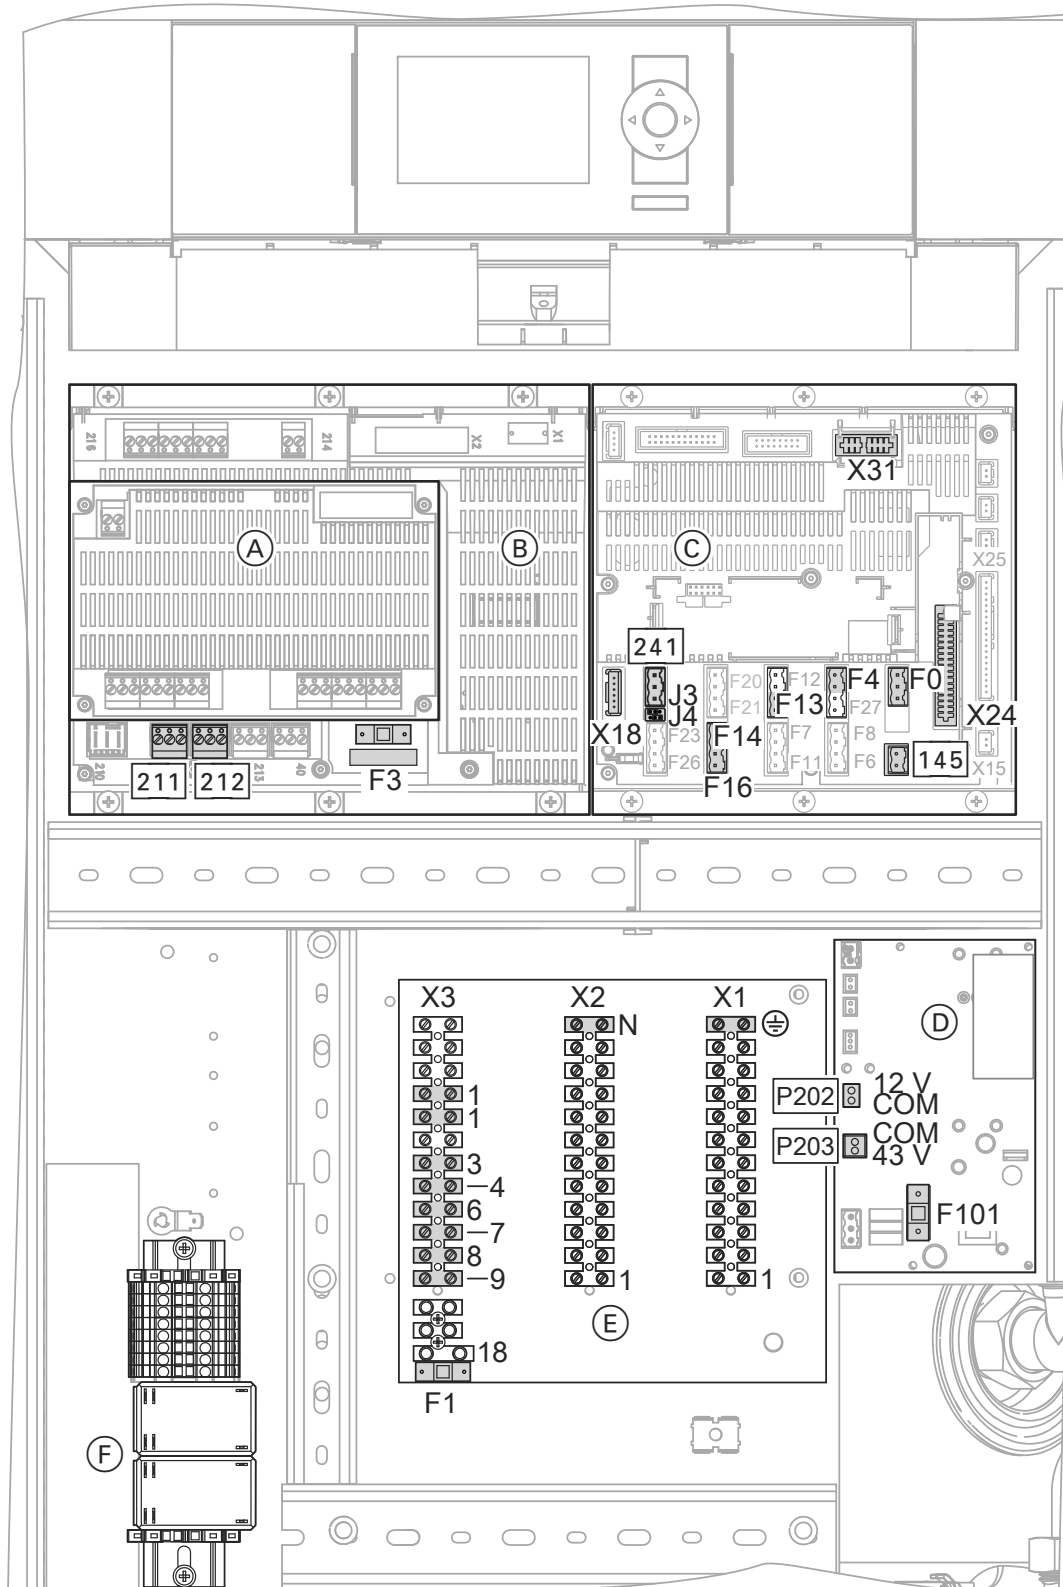 216
214
X2
X1
X31
A
B
C
X25
241
F20
F12
F4
F0
J3
F21
F13
F27
J4
X24
X18
F23
F14
F7
F8
F26
F11
F6
145
X15
F16
210
211
212
213
40
F3
X3
X2
X1
N
D
1
P202
12 V
COM
1
P203
COM
43 V
3
4
6
F101
7
8
9
1
1
E
18
F1
F